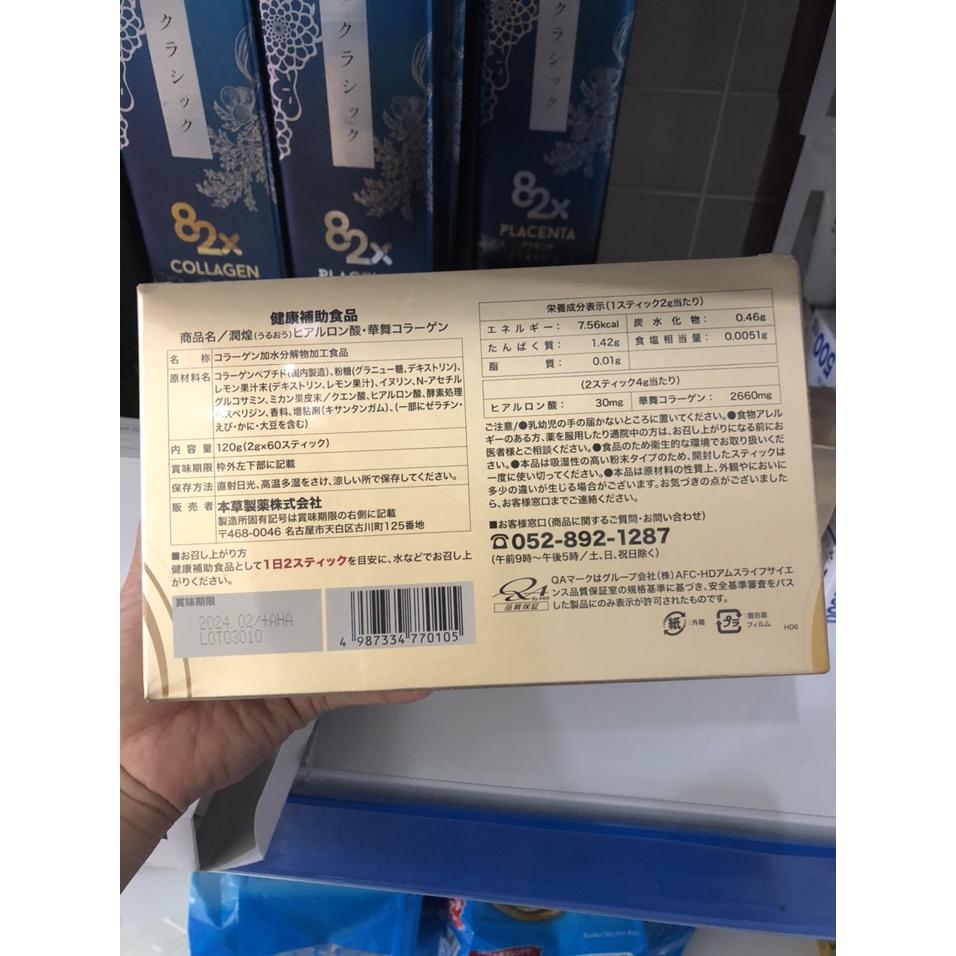 クラシック
82x
COLLAGEN
クラシック
82x
クラシック
82x
PLACENTA
プラセンタ
健康補助食品
商品名／潤煌(うるおう)ヒアルロン酸・華舞コラーゲン
名 称 コラーゲン加水分解物加工食品
原材料名 コラーゲンペプチド(国内製造)、粉糖(グラニュー糖、デキストリン)、
レモン果汁末(デキストリン、レモン果汁)、イヌリン、N-アセチル
グルコサミン、ミカン果皮末／クエン酸、ヒアルロン酸、酵素処理
ヘスペリジン、香料、増粘剤(キサンタンガム)、(一部にゼラチン・
えび・かに・大豆を含む)
内容量 120g(2g×60スティック)
賞味期限 枠外左下部に記載
保存方法 直射日光、高温多湿をさけ、涼しい所で保存してください。
販売者 本草製薬株式会社
製造所固有記号は賞味期限の右側に記載
〒468-0046 名古屋市天白区古川町125番地
■お召し上がり方
健康補助食品として1日2スティックを目安に、水などでお召し上
がりください。
賞味期限
2024.02/+AHA
LOT03010
4 987334 770105
栄養成分表示(1スティック2g当たり)
エネルギー： 7.56kcal 炭水化物： 0.46g
たんぱく質： 1.42g 食塩相当量： 0.0051g
脂質： 0.01g
(2スティック4g当たり)
ヒアルロン酸： 30mg 華舞コラーゲン： 2660mg
ご注意/●乳幼児の手の届かないところに置いてください。●食物アレル
ギーのある方、薬を服用したり通院中の方は、お召し上がりになる前にお
医者様とご相談ください。●食品のため衛生的な環境でお取り扱いくだ
さい。●本品は吸湿性の高い粉末タイプのため、開封したスティックは
一度に使い切ってください。●本品は原材料の性質上、外観やにおいに
多少の違いが生じる場合がございます。お気づきの点がございました
ら、お客様窓口までご連絡ください。
■お客様窓口(商品に関するご質問・お問い合わせ)
☎052-892-1287
(午前9時～午後5時／土、日、祝日除く)
QA
品質保証
QAマークはグループ会社(株)AFC-HDアムスライフサイエ
ンス品質保証室の規格基準に基づき、安全基準審査をパス
した製品にのみ表示が許可されたものです。
紙 ：外箱
プラ ：個包装
フィルム
H06
500